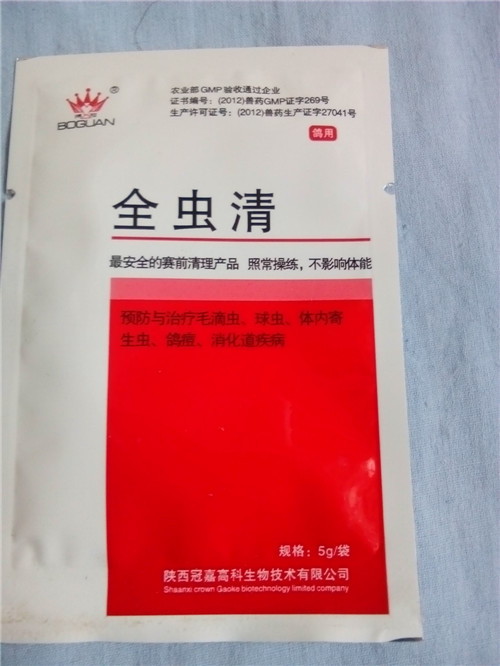 农业部GMP验收通过企业
证书编号：(2012)兽药GMP证字269号
生产许可证号：(2012)兽药生产证字27041号
®
BOGUAN
鸽用
全虫清
最安全的赛前清理产品 照常操练，不影响体能
预防与治疗毛滴虫、球虫、体内寄
生虫、鸽痘、消化道疾病
规格：5g/袋
陕西冠嘉高科生物技术有限公司
Shaanxi crown Gaoke biotechnology limited company